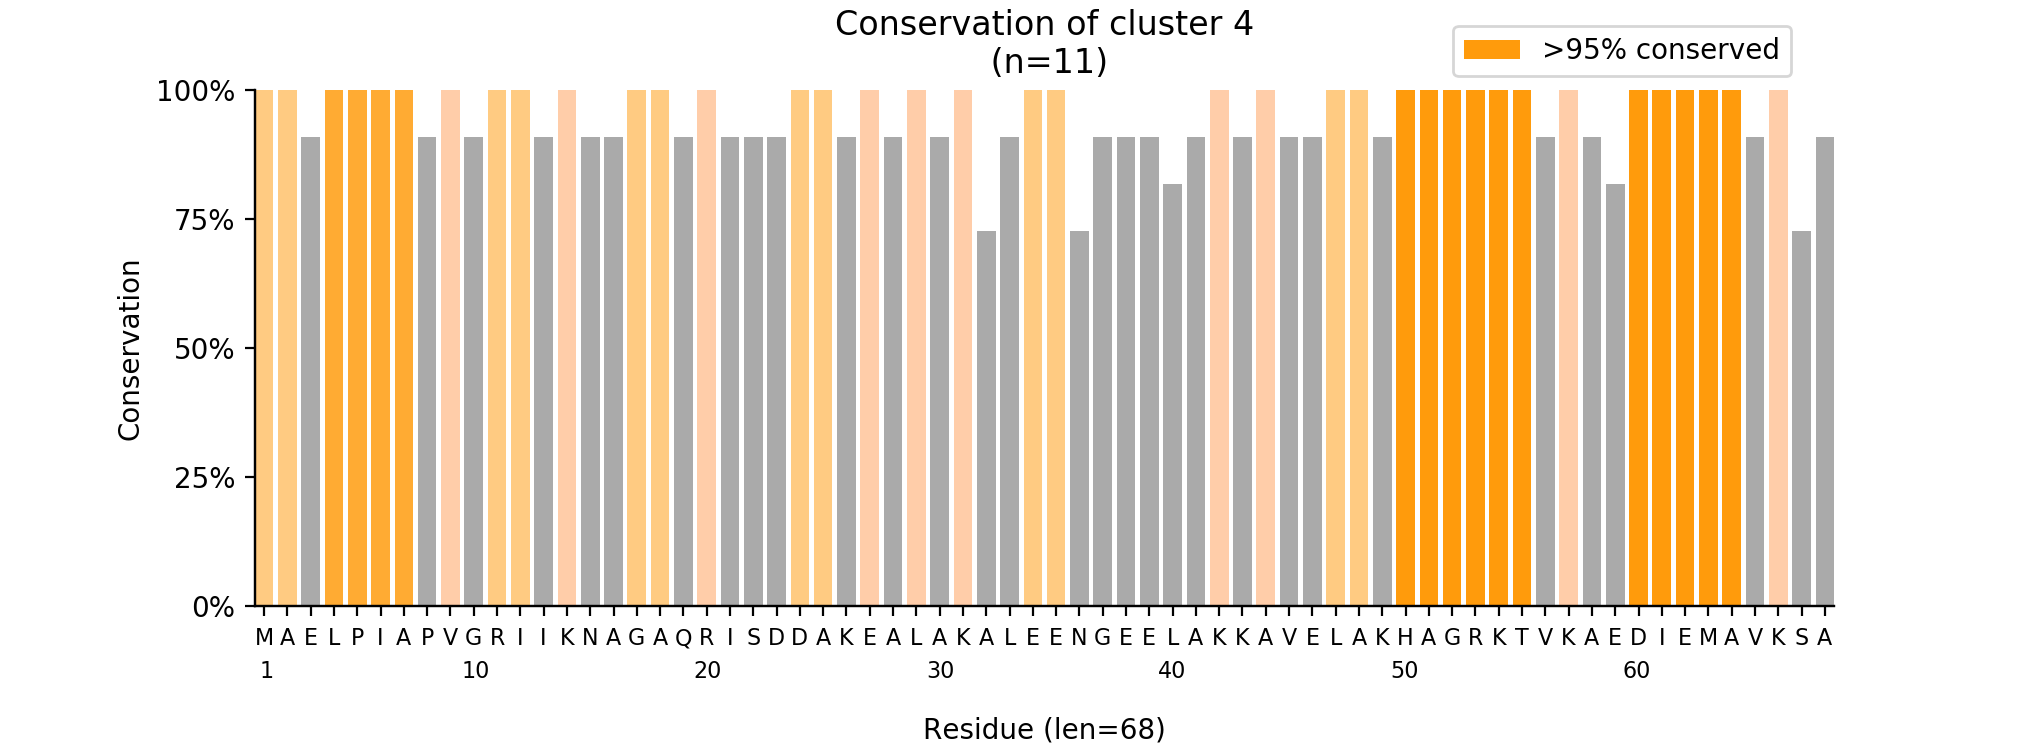 Conservation of cluster 4
(n=11)
>95% conserved
100%
75%
50%
25%
0%
Conservation
M A E L P I A P V G R I I K N A G A Q R I S D D A K E A L A K A L E E N G E E L A K K A V E L A K H A G R K T V K A E D I E M A V K S A
1 10 20 30 40 50 60
Residue (len=68)